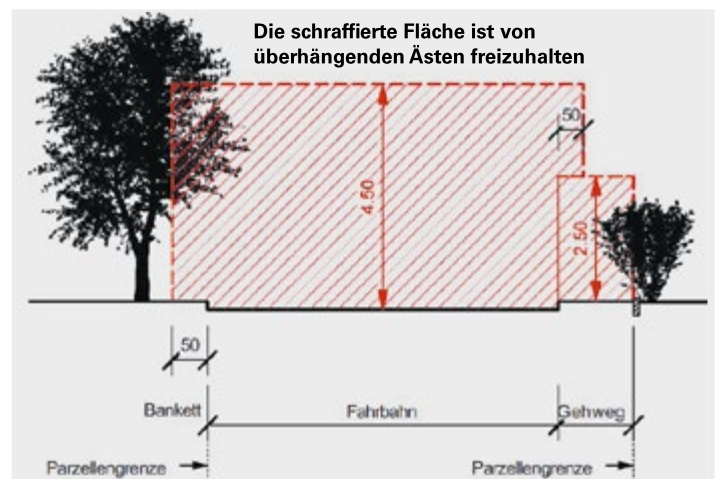 Die schraffierte Fläche ist von
überhängenden Ästen freizuhalten
50
4.50
2.50
50
Bankett
Fahrbahn
Gehweg
Parzellengrenze
Parzellengrenze